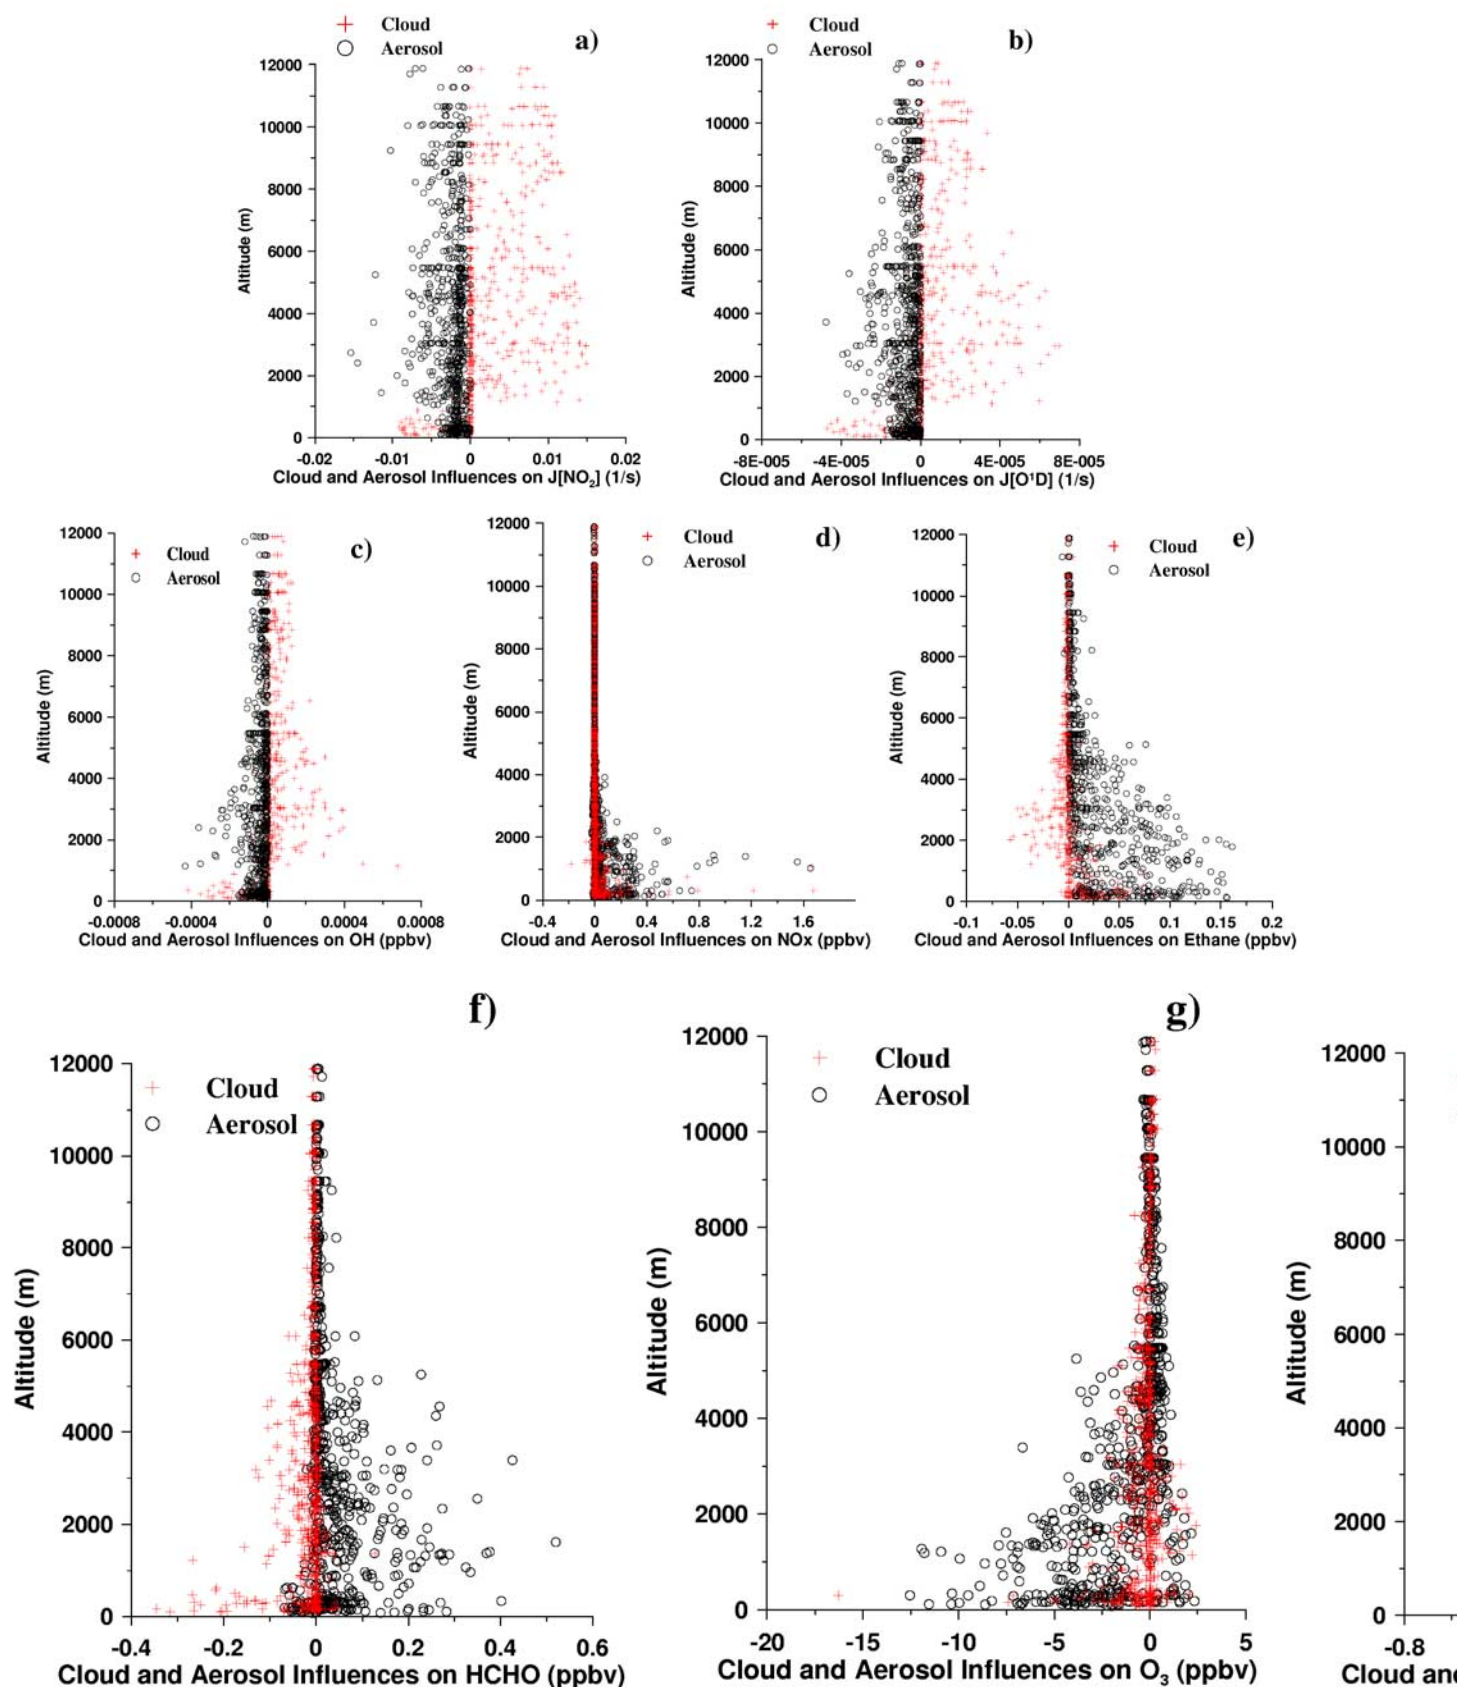 Cloud
Aerosol
a)
12000
10000
8000
6000
4000
2000
0
Altitude (m)
-0.02 -0.01 0 0.01 0.02
Cloud and Aerosol Influences on J[NO₂] (1/s)
Cloud
Aerosol
b)
12000
10000
8000
6000
4000
2000
0
Altitude (m)
-8E-005 -4E-005 0 4E-005 8E-005
Cloud and Aerosol Influences on J[O¹D] (1/s)
Cloud
Aerosol
c)
12000
10000
8000
6000
4000
2000
0
Altitude (m)
-0.0008 -0.0004 0 0.0004 0.0008
Cloud and Aerosol Influences on OH (ppbv)
Cloud
Aerosol
d)
12000
10000
8000
6000
4000
2000
0
Altitude (m)
-0.4 0 0.4 0.8 1.2 1.6
Cloud and Aerosol Influences on NOx (ppbv)
Cloud
Aerosol
e)
12000
10000
8000
6000
4000
2000
0
Altitude (m)
-0.1 -0.05 0 0.05 0.1 0.15 0.2
Cloud and Aerosol Influences on Ethane (ppbv)
f)
Cloud
Aerosol
12000
10000
8000
6000
4000
2000
0
Altitude (m)
-0.4 -0.2 0 0.2 0.4 0.6
Cloud and Aerosol Influences on HCHO (ppbv)
g)
Cloud
Aerosol
12000
10000
8000
6000
4000
2000
0
Altitude (m)
-20 -15 -10 -5 0 5
Cloud and Aerosol Influences on O₃ (ppbv)
12000
10000
8000
6000
4000
2000
0
Altitude (m)
-0.8
Cloud and